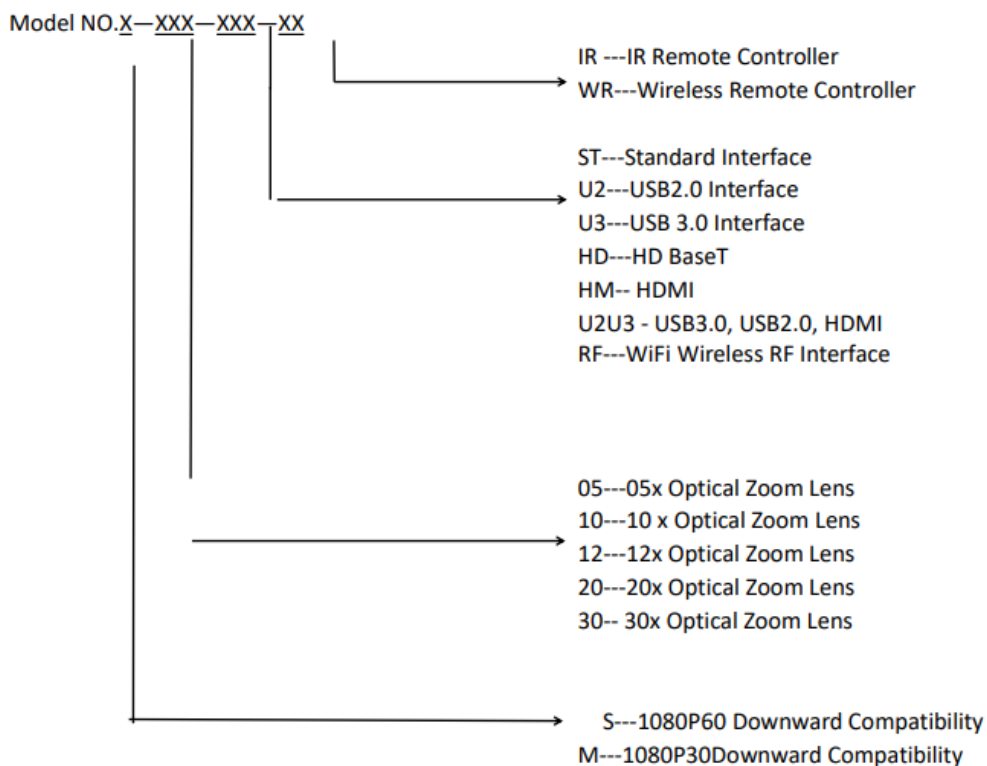 Model NO.X—XXX—XXX—XX
IR ---IR Remote Controller
WR---Wireless Remote Controller
ST---Standard Interface
U2---USB2.0 Interface
U3---USB 3.0 Interface
HD---HD BaseT
HM-- HDMI
U2U3 - USB3.0, USB2.0, HDMI
RF---WiFi Wireless RF Interface
05---05x Optical Zoom Lens
10---10 x Optical Zoom Lens
12---12x Optical Zoom Lens
20---20x Optical Zoom Lens
30-- 30x Optical Zoom Lens
S---1080P60 Downward Compatibility
M---1080P30Downward Compatibility